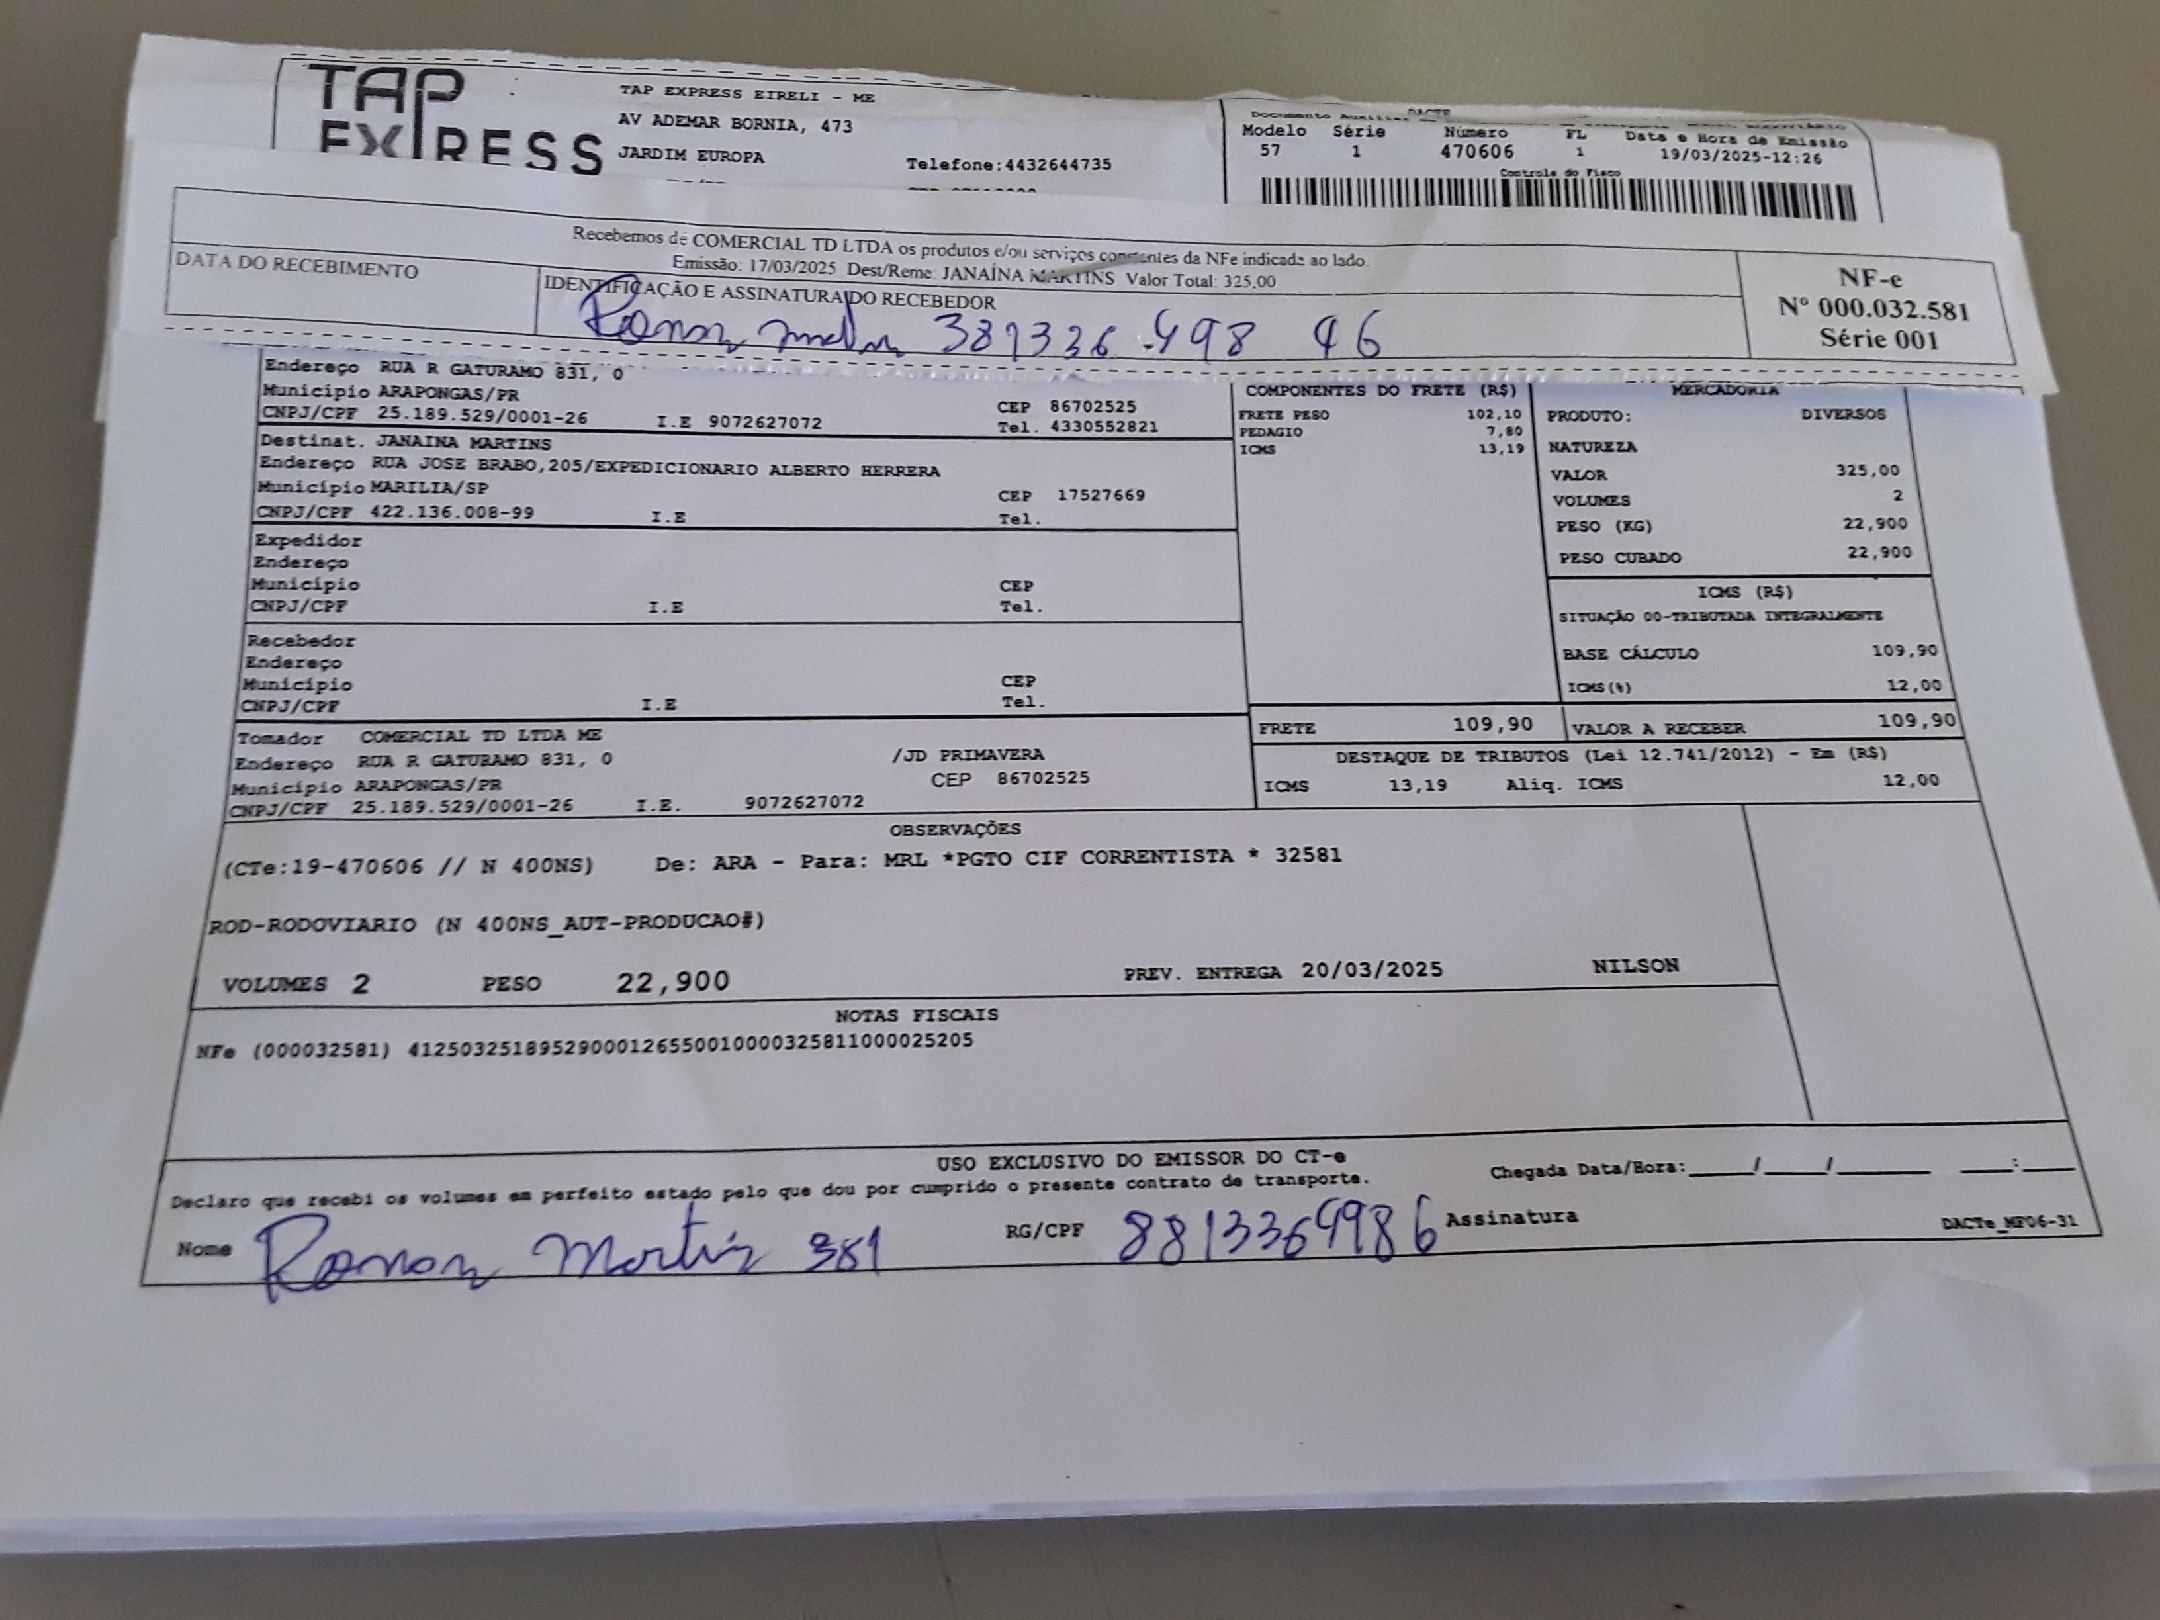 TAP
EXPRESS
TAP EXPRESS EIRELI - ME
AV ADEMAR BORNIA, 473
JARDIM EUROPA
Telefone:4432644735
DACTE
Documento Auxiliar
Modelo Série Número FL Data e Hora de Emissão
57 1 470606 1 19/03/2025-12:26
Controle do Fisco
Recebemos de COMERCIAL TD LTDA os produtos e/ou serviços constantes da NFe indicada ao lado.
Emissão: 17/03/2025 Dest/Reme: JANAÍNA MARTINS Valor Total: 325,00
DATA DO RECEBIMENTO
IDENTIFICAÇÃO E ASSINATURA DO RECEBEDOR
NF-e
Nº 000.032.581
Série 001
Endereço RUA R GATURAMO 831, 0
Município ARAPONGAS/PR CEP 86702525
CNPJ/CPF 25.189.529/0001-26 I.E 9072627072 Tel. 4330552821
Destinat. JANAINA MARTINS
Endereço RUA JOSE BRABO,205/EXPEDICIONARIO ALBERTO HERRERA
Município MARILIA/SP CEP 17527669
CNPJ/CPF 422.136.008-99 I.E Tel.
Expedidor
Endereço
Município CEP
CNPJ/CPF I.E Tel.
Recebedor
Endereço
Município CEP
CNPJ/CPF I.E Tel.
Tomador COMERCIAL TD LTDA ME
Endereço RUA R GATURAMO 831, 0 /JD PRIMAVERA
Município ARAPONGAS/PR CEP 86702525
CNPJ/CPF 25.189.529/0001-26 I.E. 9072627072
COMPONENTES DO FRETE (R$)
FRETE PESO 102,10
PEDAGIO 7,80
ICMS 13,19
MERCADORIA
PRODUTO: DIVERSOS
NATUREZA
VALOR 325,00
VOLUMES 2
PESO (KG) 22,900
PESO CUBADO 22,900
ICMS (R$)
SITUAÇÃO 00-TRIBUTADA INTEGRALMENTE
BASE CÁLCULO 109,90
ICMS(%) 12,00
FRETE 109,90 VALOR A RECEBER 109,90
DESTAQUE DE TRIBUTOS (Lei 12.741/2012) - Em (R$)
ICMS 13,19 Aliq. ICMS 12,00
OBSERVAÇÕES
(CTe:19-470606 // N 400NS) De: ARA - Para: MRL *PGTO CIF CORRENTISTA * 32581
ROD-RODOVIARIO (N 400NS_AUT-PRODUCAO#)
VOLUMES 2 PESO 22,900 PREV. ENTREGA 20/03/2025 NILSON
NOTAS FISCAIS
NFe (000032581) 41250325189529000126550010000325811000025205
USO EXCLUSIVO DO EMISSOR DO CT-e
Declaro que recebi os volumes em perfeito estado pelo que dou por cumprido o presente contrato de transporte.
Chegada Data/Hora:____/____/______ ___:___
Nome 381 RG/CPF 88133649986 Assinatura
DACTe_MF06-31